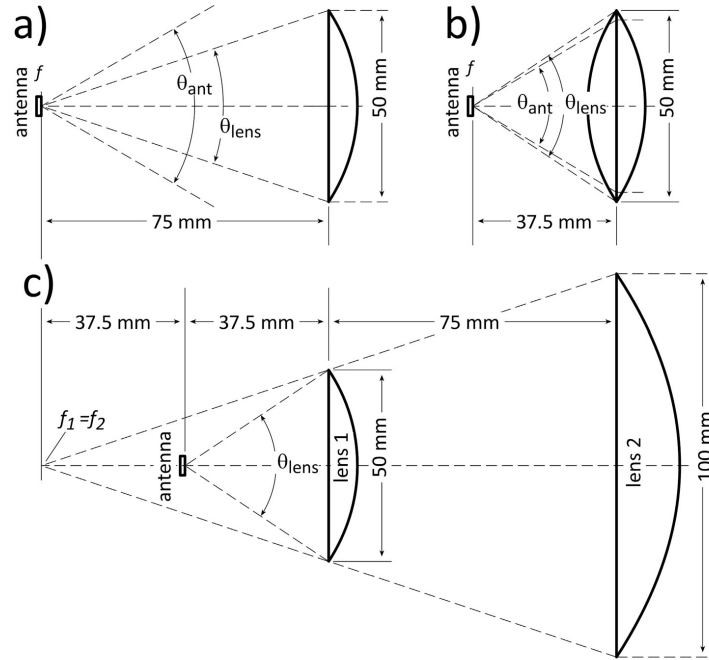 a)
f
antenna
θant
θlens
50 mm
75 mm
b)
f
antenna
θant
θlens
50 mm
37.5 mm
c)
37.5 mm
37.5 mm
75 mm
f1=f2
antenna
θlens
lens 1
50 mm
lens 2
100 mm